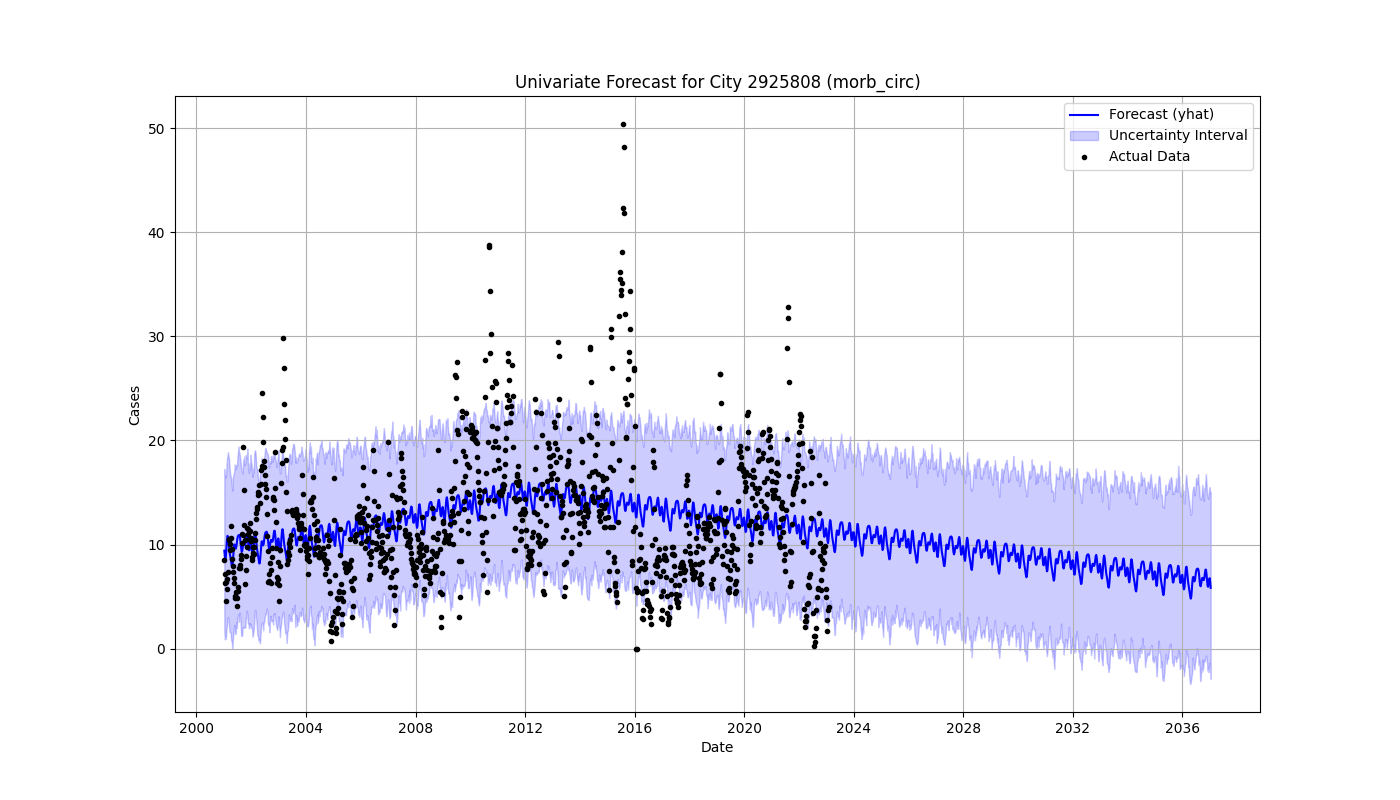 Univariate Forecast for City 2925808 (morb_circ)
Forecast (yhat)
Uncertainty Interval
Actual Data
Cases
50
40
30
20
10
0
2000 2004 2008 2012 2016 2020 2024 2028 2032 2036
Date